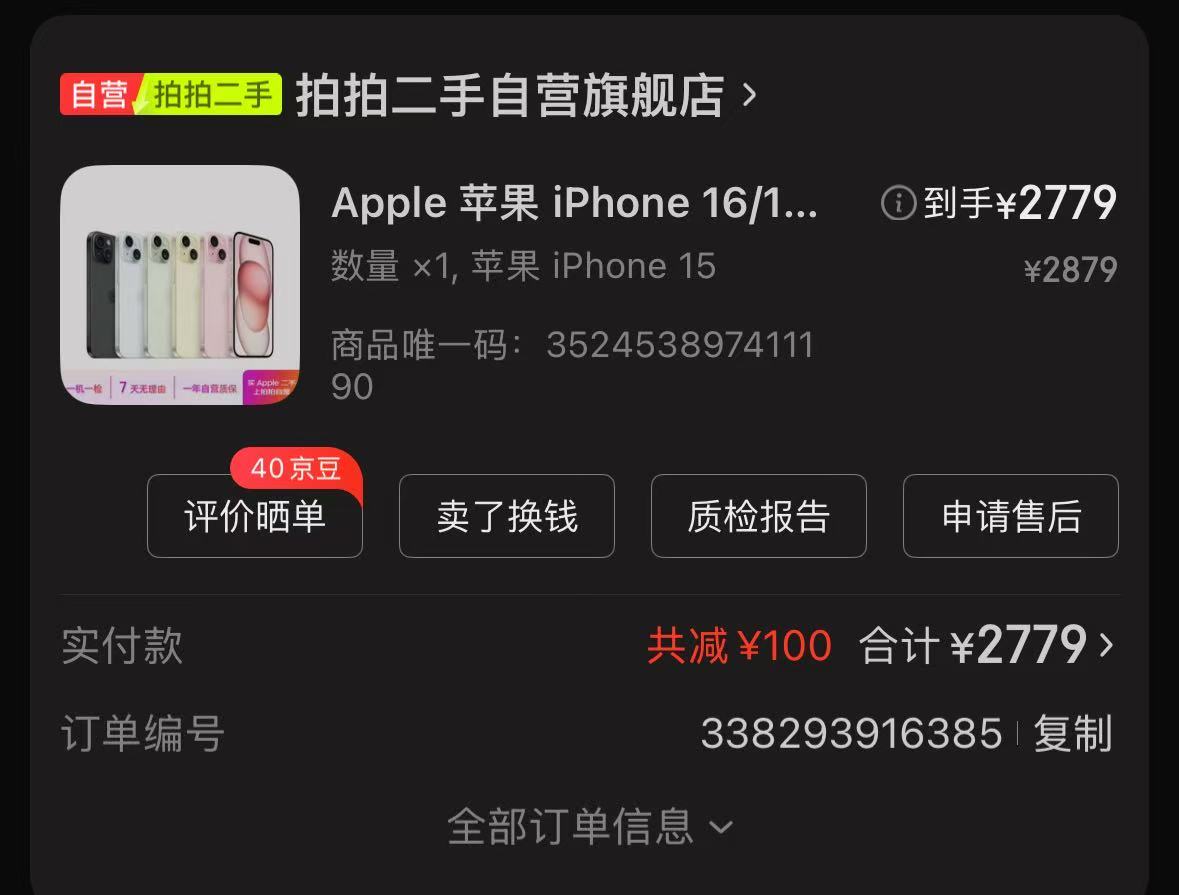 自营 拍拍二手 拍拍二手自营旗舰店 >
Apple 苹果 iPhone 16/1... 到手¥2779
数量 ×1, 苹果 iPhone 15 ¥2879
商品唯一码：3524538974111
90
一机一检 7天无理由 一年自营质保 买 Apple 二手
上拍拍自营
40京豆
评价晒单 卖了换钱 质检报告 申请售后
实付款 共减¥100 合计¥2779 >
订单编号 338293916385 | 复制
全部订单信息